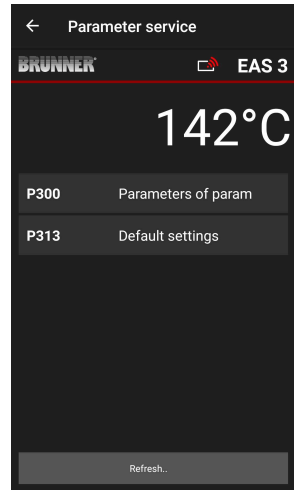 Parameter service
BRUNNER EAS 3
142°C
P300 Parameters of param
P313 Default settings
Refresh..